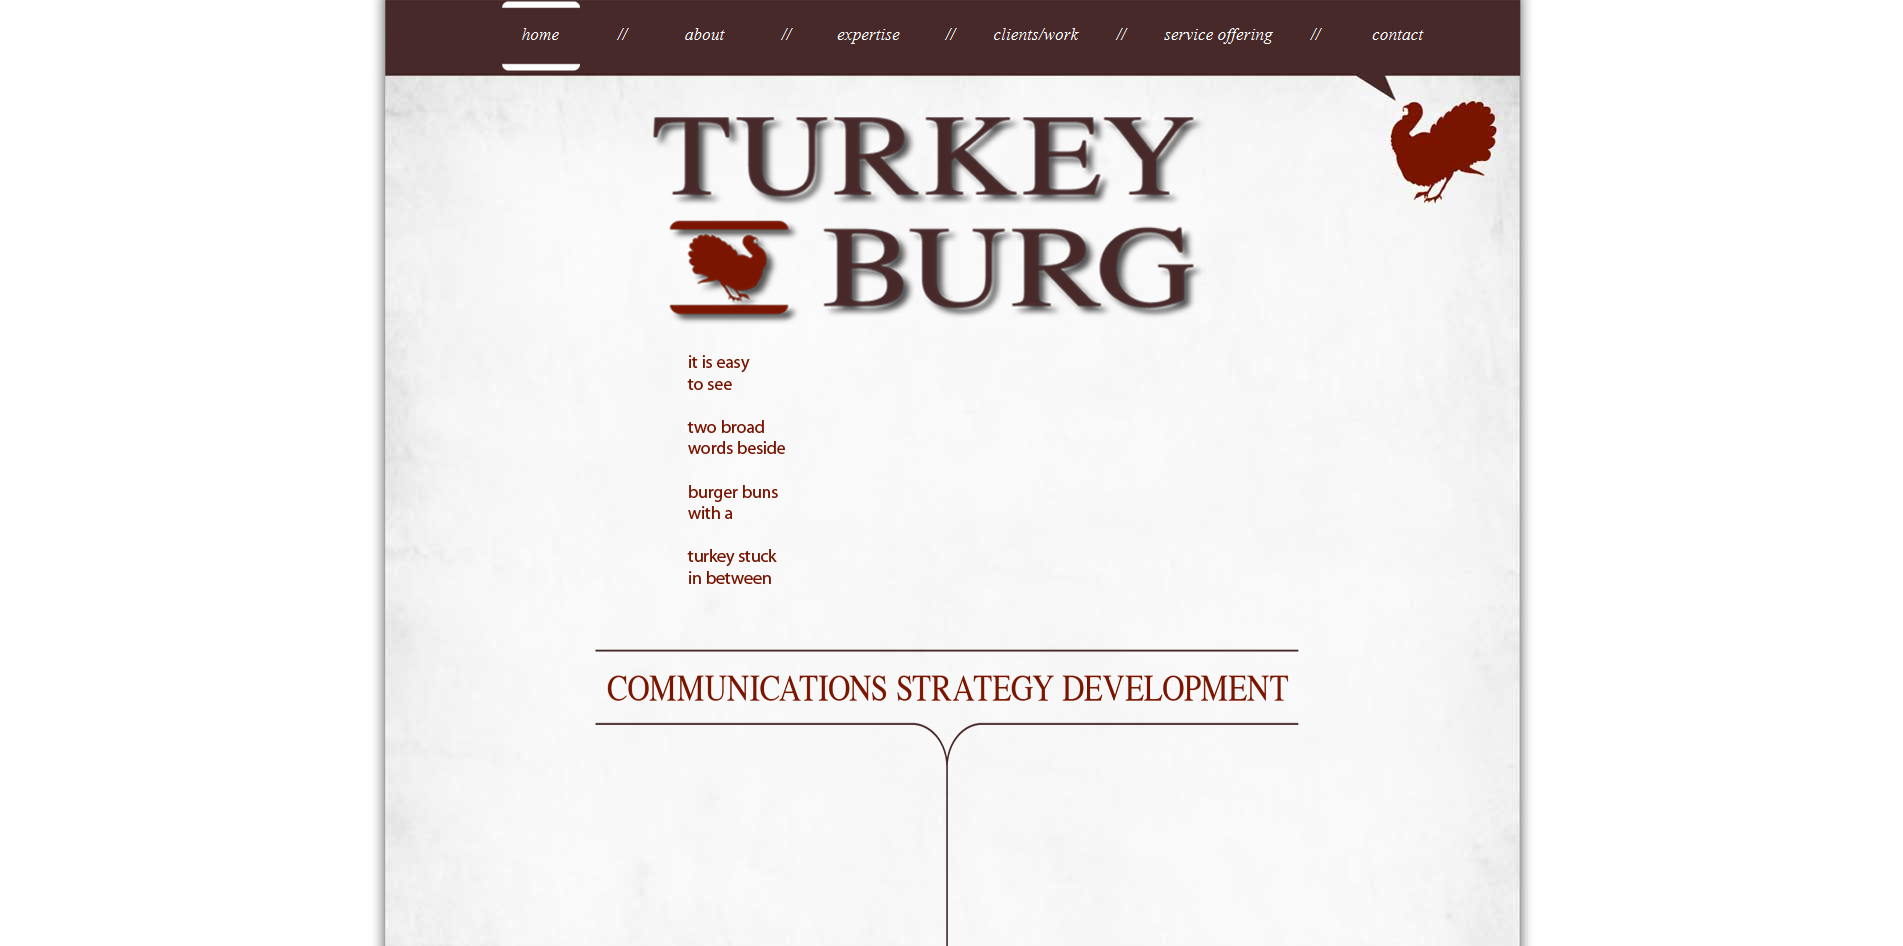 home // about // expertise // clients/work // service offering // contact
TURKEY
BURG
it is easy
to see
two broad
words beside
burger buns
with a
turkey stuck
in between
COMMUNICATIONS STRATEGY DEVELOPMENT